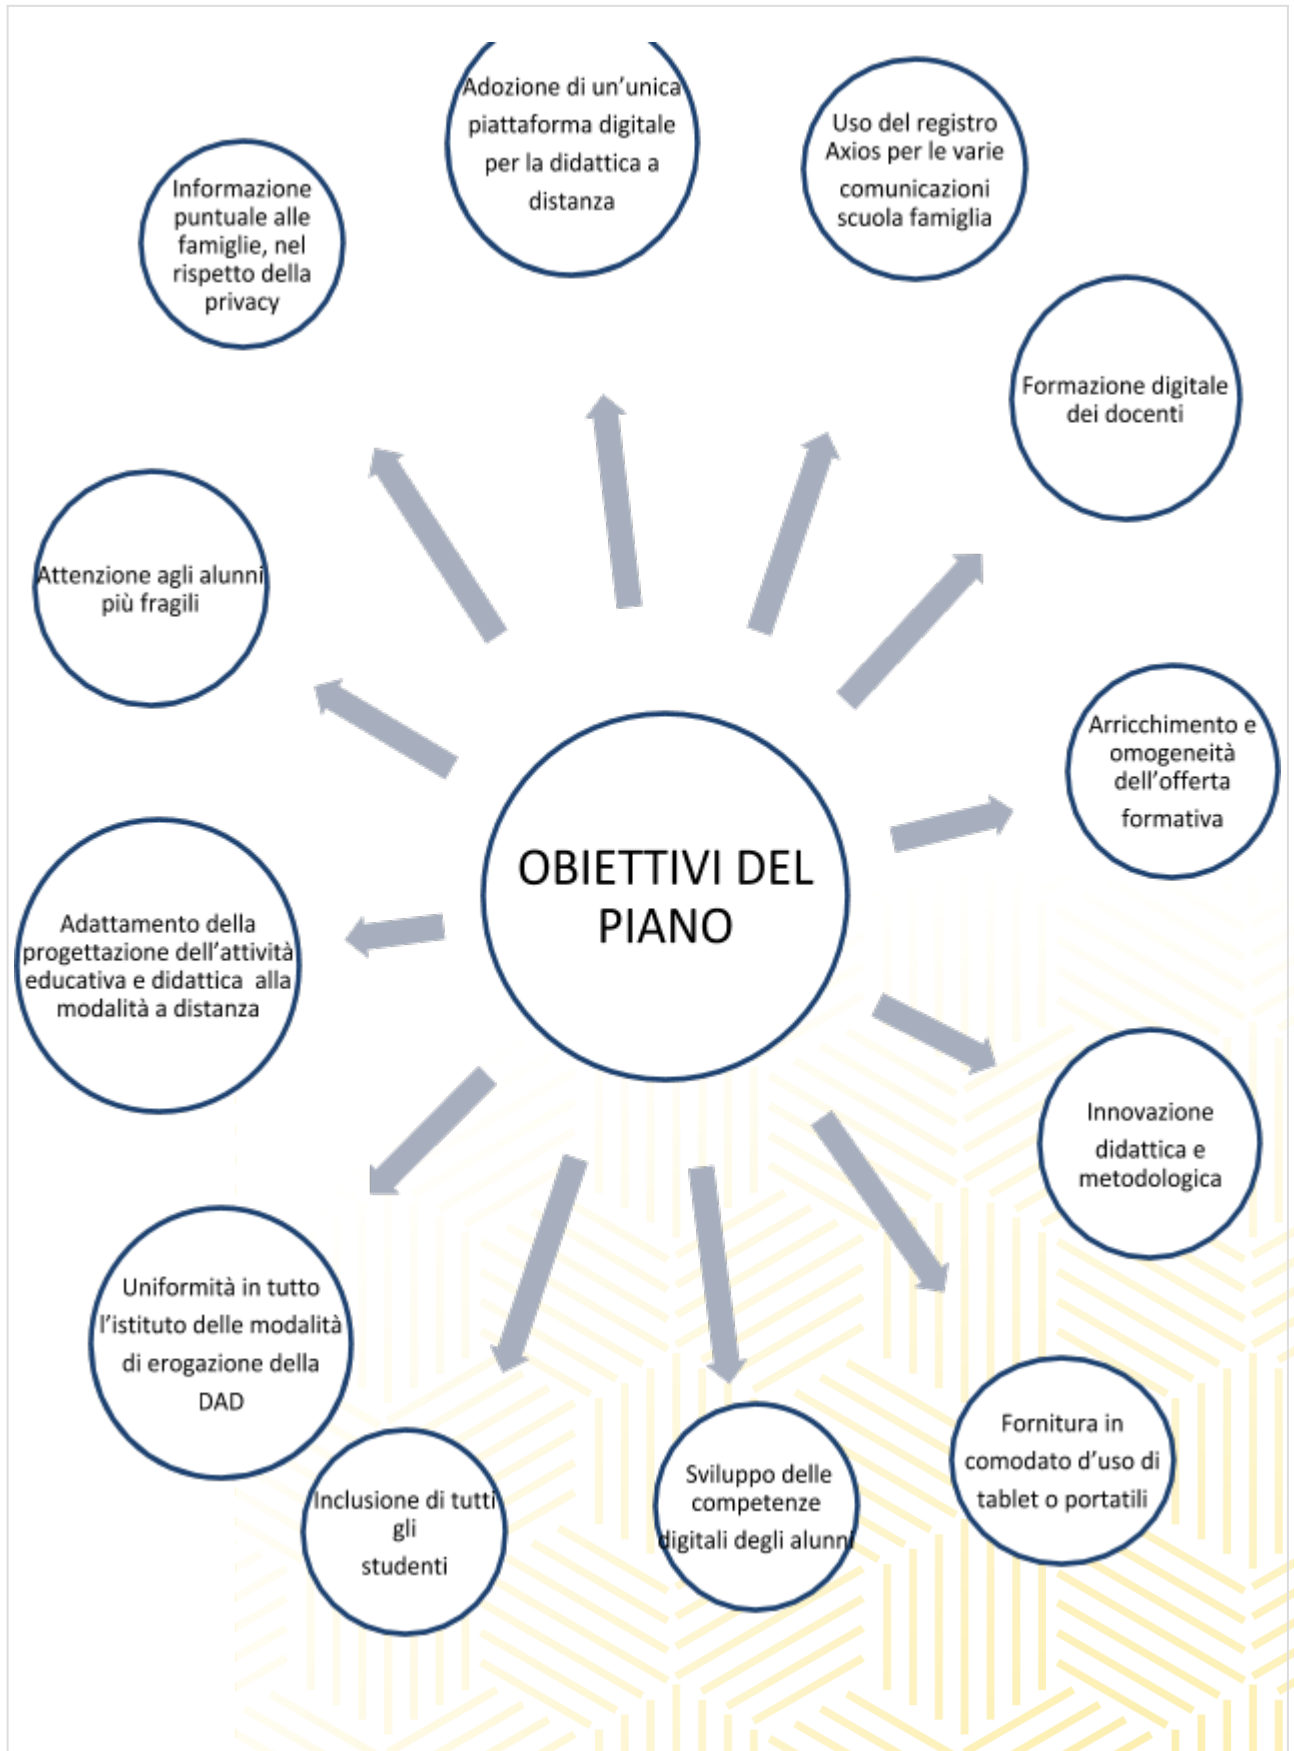 Adozione di un'unica
piattaforma digitale
per la didattica a
distanza
Uso del registro
Axios per le varie
comunicazioni
scuola famiglia
Informazione
puntuale alle
famiglie, nel
rispetto della
privacy
Formazione digitale
dei docenti
Attenzione agli alunni
più fragili
Arricchimento e
omogeneità
dell'offerta
formativa
OBIETTIVI DEL
PIANO
Adattamento della
progettazione dell'attività
educativa e didattica  alla
modalità a distanza
Innovazione
didattica e
metodologica
Uniformità in tutto
l'istituto delle modalità
di erogazione della
DAD
Inclusione di tutti
gli
studenti
Sviluppo delle
competenze
digitali degli alunni
Fornitura in
comodato d'uso di
tablet o portatili